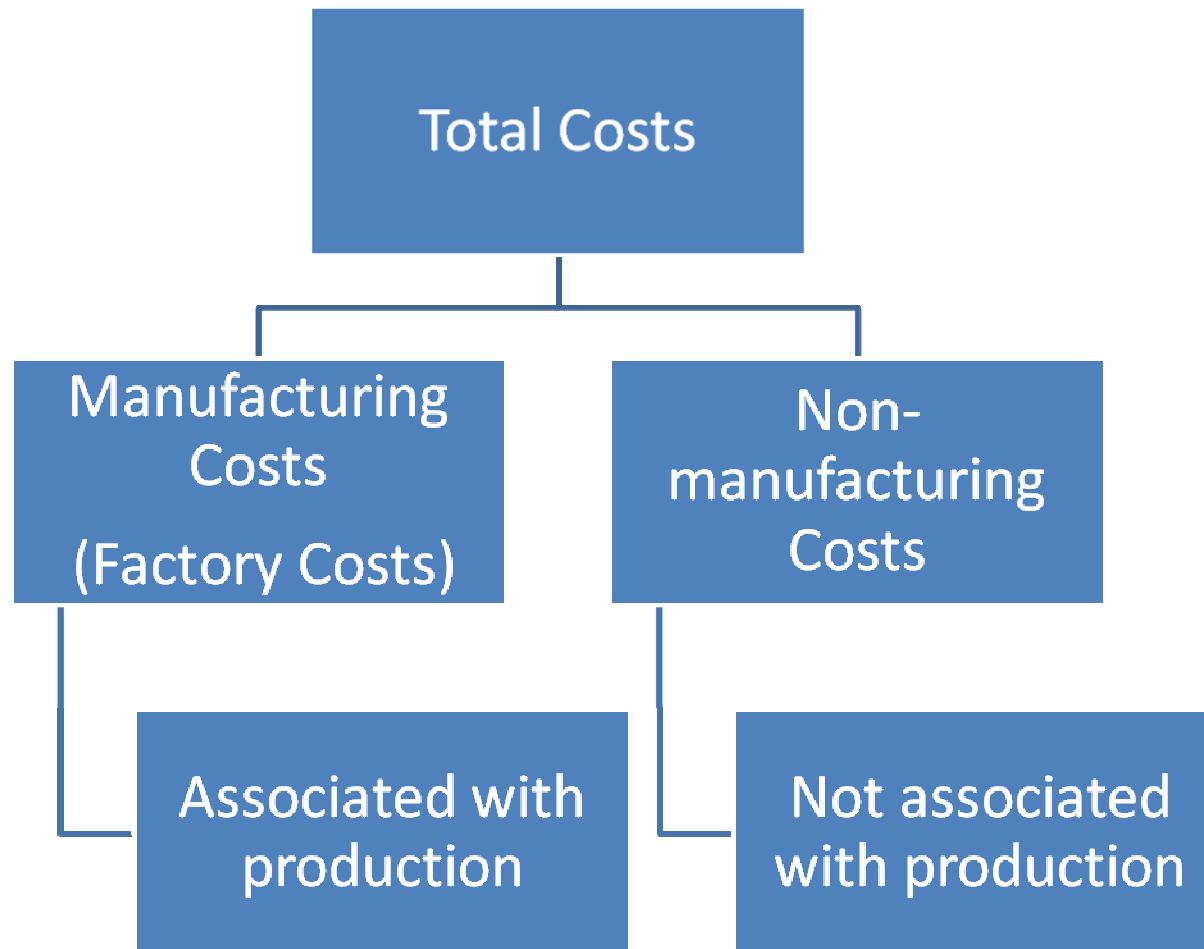 Total Costs
Manufacturing
Costs
(Factory Costs)
Non-
manufacturing
Costs
Associated with
production
Not associated
with production